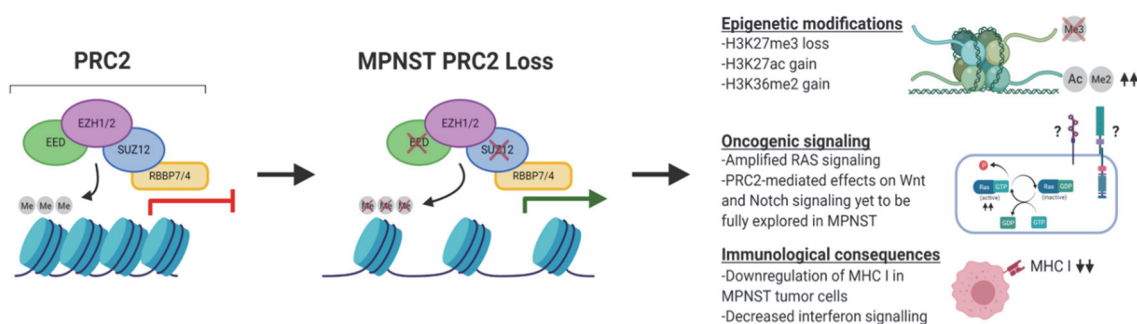 PRC2
EZH1/2
EED
SUZ12
RBBP7/4
Me Me Me
MPNST PRC2 Loss
EZH1/2
EED
SUZ12
RBBP7/4
Me Me Me
Epigenetic modifications
-H3K27me3 loss
-H3K27ac gain
-H3K36me2 gain
Me3
Ac Me2
Oncogenic signaling
-Amplified RAS signaling
-PRC2-mediated effects on Wnt
and Notch signaling yet to be
fully explored in MPNST
? ?
P
Ras GTP
(active)
Ras GDP
(inactive)
GDP GTP
Immunological consequences
-Downregulation of MHC I in
MPNST tumor cells
-Decreased interferon signalling
MHC I